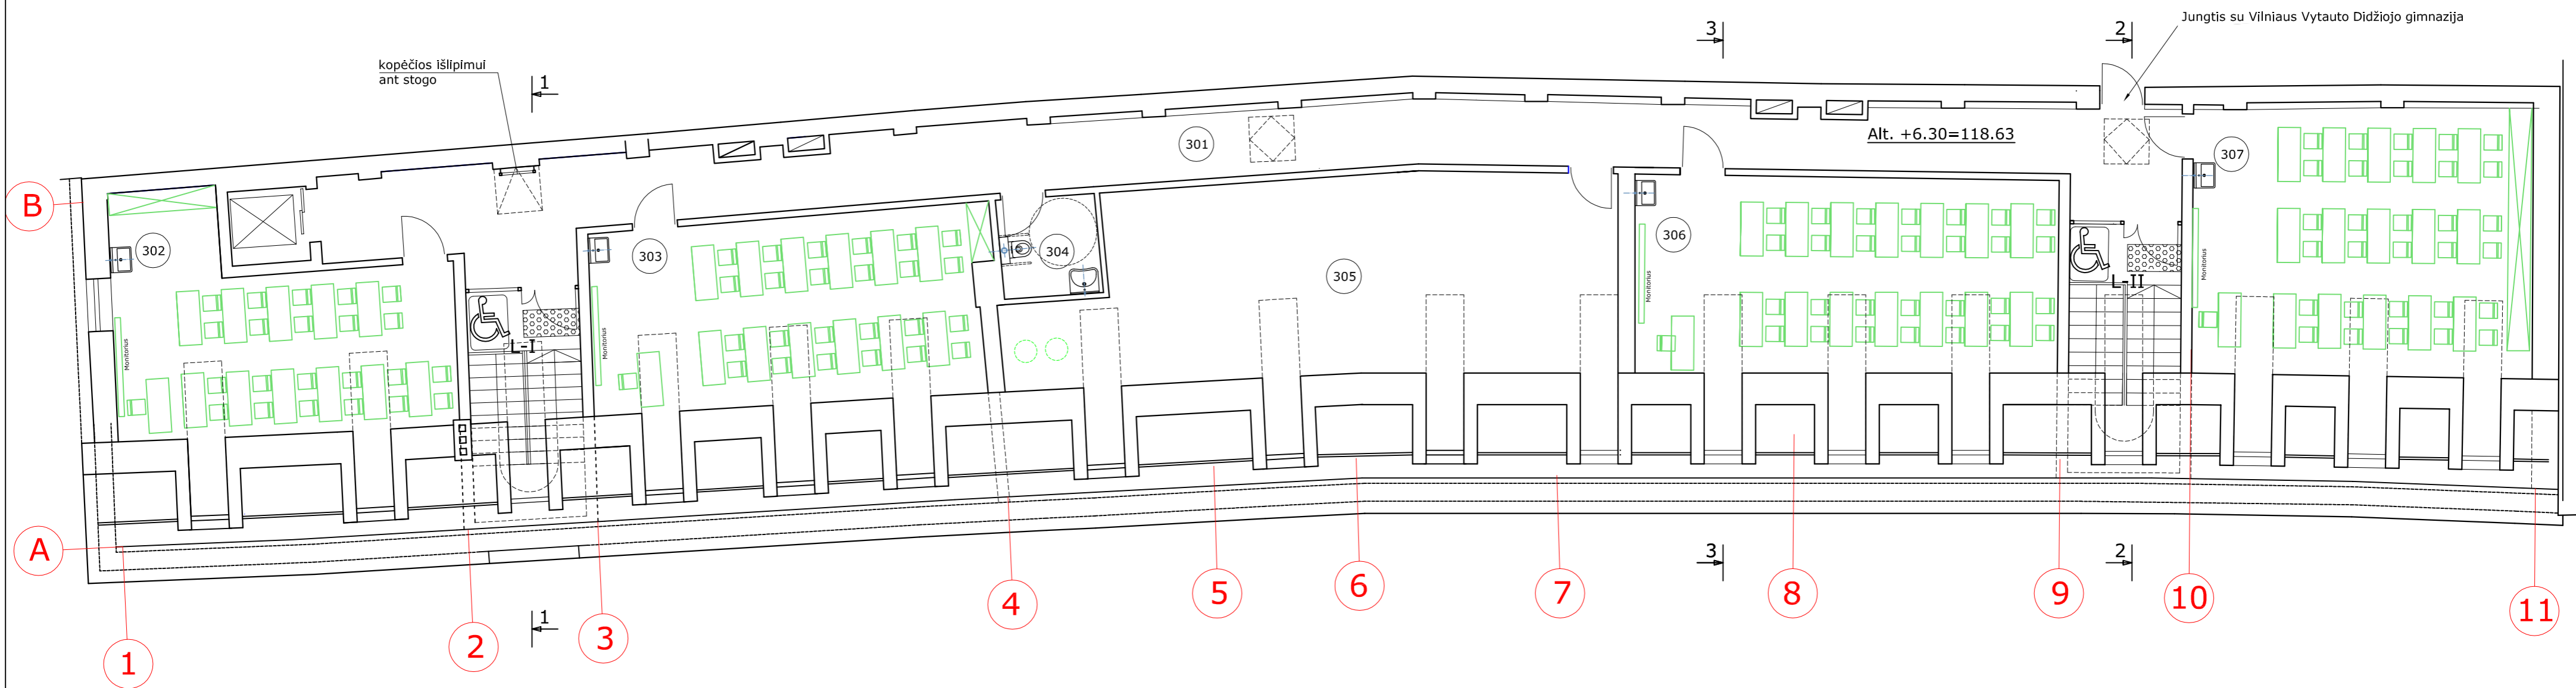 Jungtis su Vilniaus Vytauto Didžiojo gimnazija
3
2
kopėčios išlipimui
ant stogo
1
Alt. +6.30=118.63
301
307
B
302
303
304
306
305
L-I
L-II
Monitorius
Monitorius
Monitorius
Monitorius
A
3
2
1
1
2
3
4
5
6
7
8
9
10
11